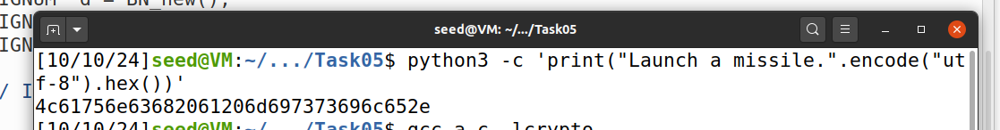 IGNUM *d = BN_new();
IGN
IGN
/ I
seed@VM: ~/.../Task05
[10/10/24]seed@VM:~/.../Task05$ python3 -c 'print("Launch a missile.".encode("ut
f-8").hex())'
4c61756e63682061206d697373696c652e
[10/10/24]seed@VM:~/.../Task05$ gcc a.c -lcrypto